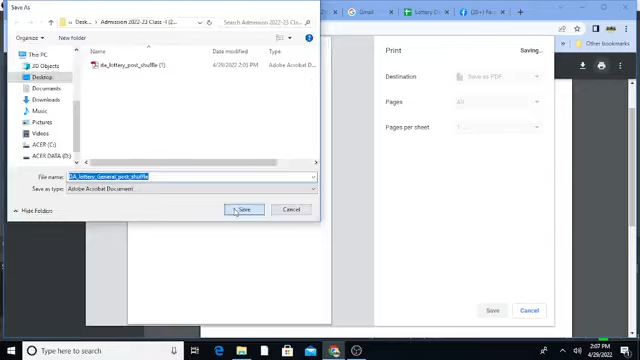 Save As
Desk... › Admission 2022-23 Class -I (2...
Search Admission 2022-23 Class...
Organize
New folder
Name
Date modified
Type
This PC
3D Objects
Desktop
Documents
Downloads
Music
Pictures
Videos
ACER (C:)
ACER DATA (D:)
4/29/2022 2:03 PM
Adobe Acrobat D...
File name:
DA_lottery_General_post_shuffle
Save as type:
Adobe Acrobat Document
Hide Folders
Save
Cancel
Gmail
Lottery D
Other bookmarks
Print
Saving...
Destination
Save as PDF
Pages
All
Pages per sheet
1
Save
Cancel
Type here to search
2:07 PM
4/29/2022